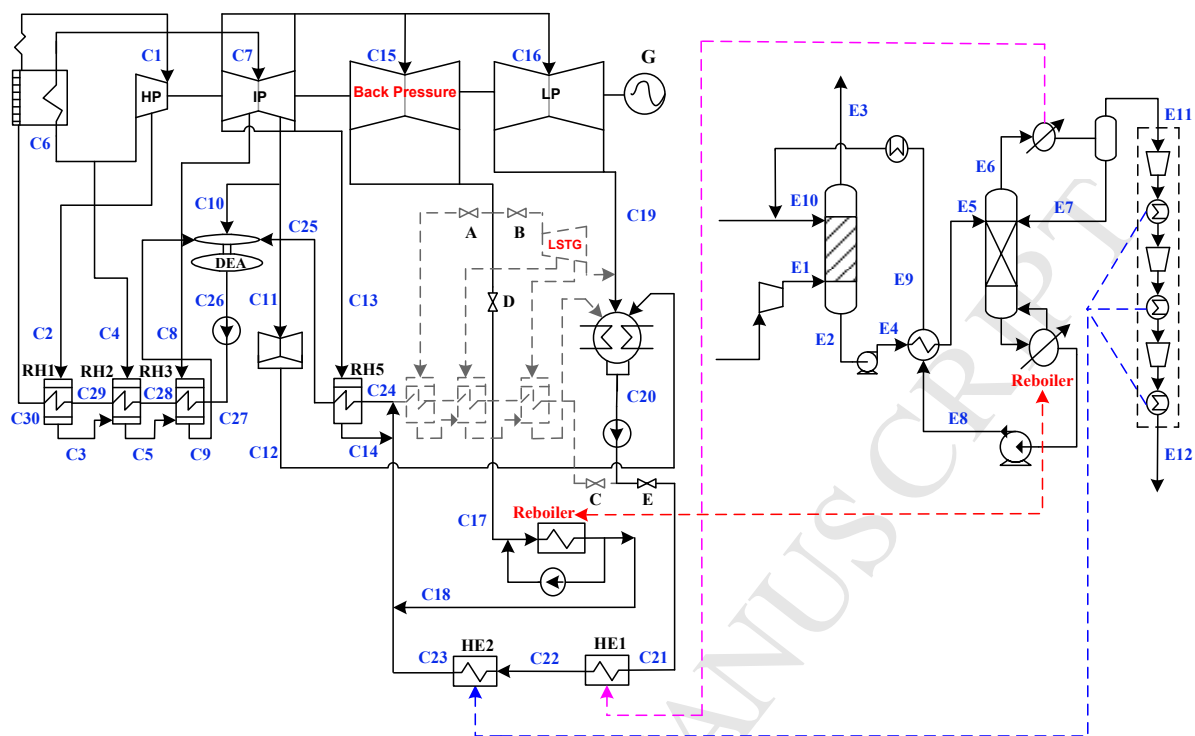 C1
C7
C15
C16
G
HP
IP
Back Pressure
LP
E3
E11
C6
E6
C10
C25
C19
E10
E5
E7
A
B
LSTG
DEA
E1
E9
C26
C11
C13
D
C2
C4
C8
E2
E4
RH1
RH2
RH3
RH5
C24
C20
Reboiler
C30
C29
C28
C27
C3
C5
C9
C12
C14
E8
E12
C
E
C17
Reboiler
C18
HE2
HE1
C23
C22
C21
MANUSCRIPT